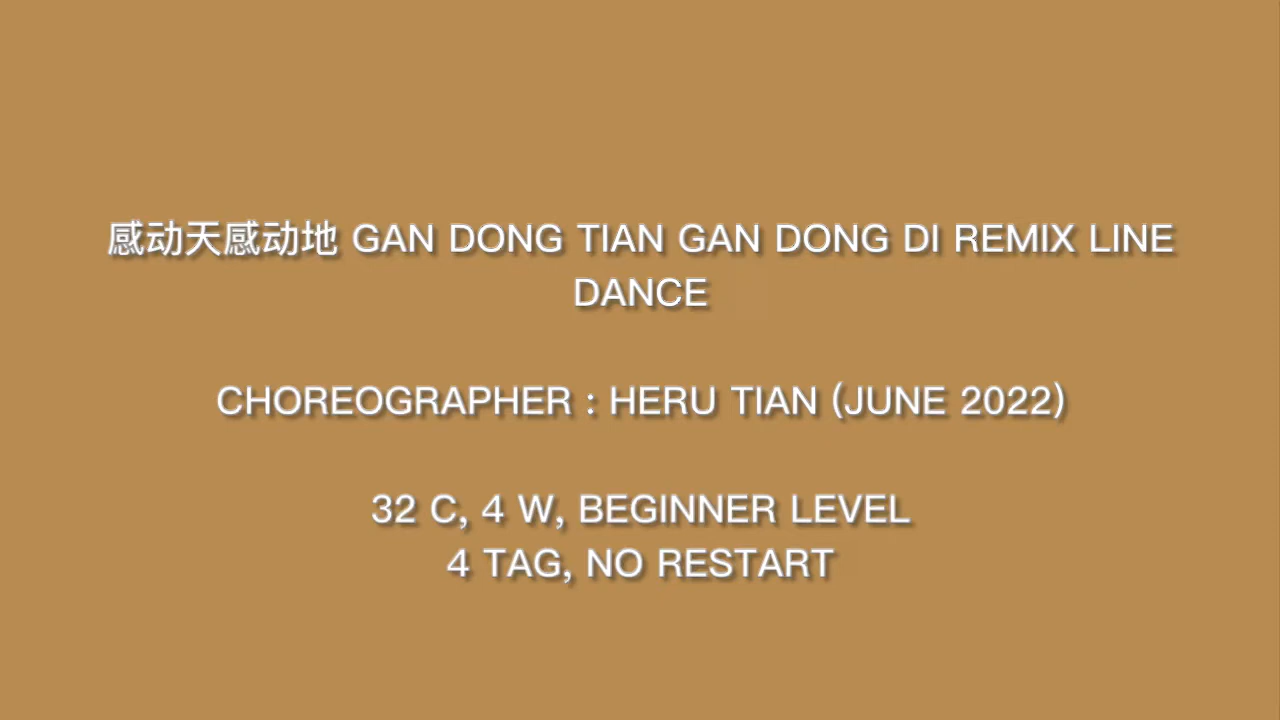 感动天感动地 GAN DONG TIAN GAN DONG DI REMIX LINE
DANCE
CHOREOGRAPHER : HERU TIAN (JUNE 2022)
32 C, 4 W, BEGINNER LEVEL
4 TAG, NO RESTART